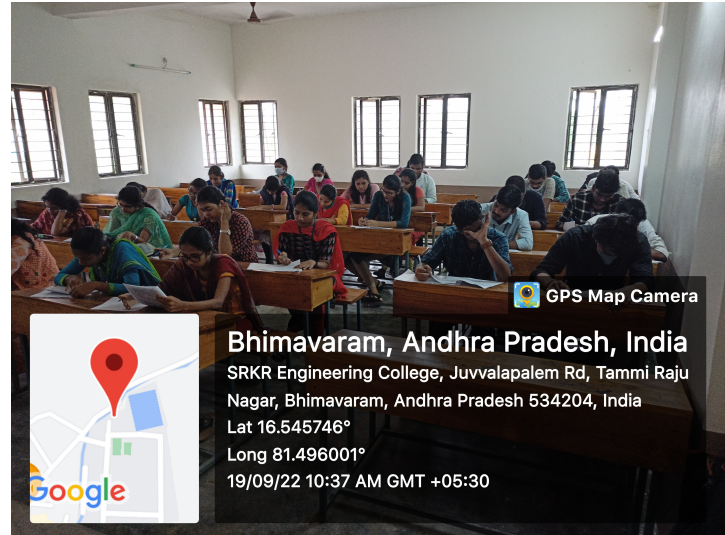 GPS Map Camera
Bhimavaram, Andhra Pradesh, India
SRKR Engineering College, Juvvalapalem Rd, Tammi Raju
Nagar, Bhimavaram, Andhra Pradesh 534204, India
Lat 16.545746°
Long 81.496001°
19/09/22 10:37 AM GMT +05:30
Google